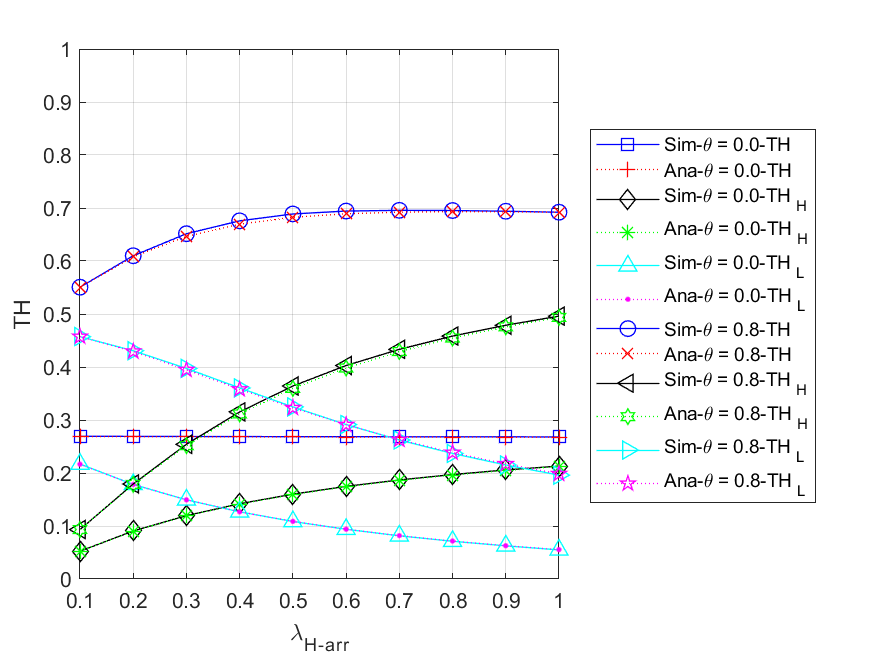 1
0.9
0.8
0.7
0.6
0.5
0.4
0.3
0.2
0.1
0
TH
0.1 0.2 0.3 0.4 0.5 0.6 0.7 0.8 0.9 1
λH-arr
Sim-θ = 0.0-TH
Ana-θ = 0.0-TH
Sim-θ = 0.0-TH H
Ana-θ = 0.0-TH H
Sim-θ = 0.0-TH L
Ana-θ = 0.0-TH L
Sim-θ = 0.8-TH
Ana-θ = 0.8-TH
Sim-θ = 0.8-TH H
Ana-θ = 0.8-TH H
Sim-θ = 0.8-TH L
Ana-θ = 0.8-TH L